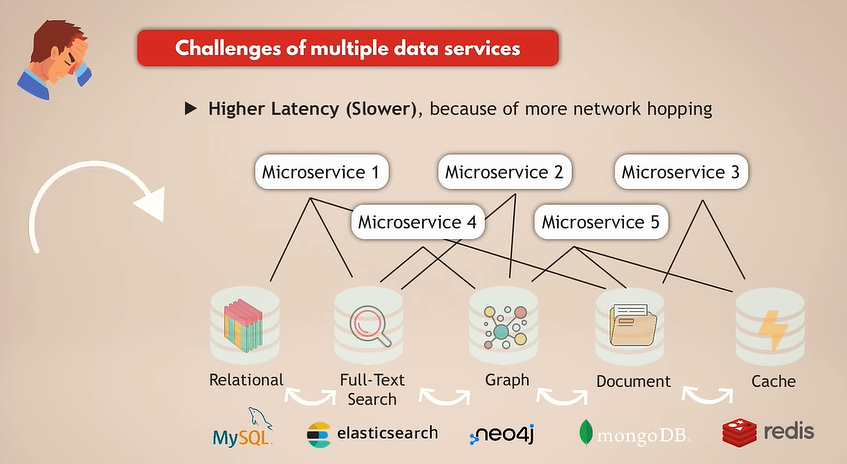 Challenges of multiple data services
▶ Higher Latency (Slower), because of more network hopping
Microservice 1
Microservice 2
Microservice 3
Microservice 4
Microservice 5
Relational
Full-Text
Search
Graph
Document
Cache
MySQL
elasticsearch
neo4j
mongoDB
redis